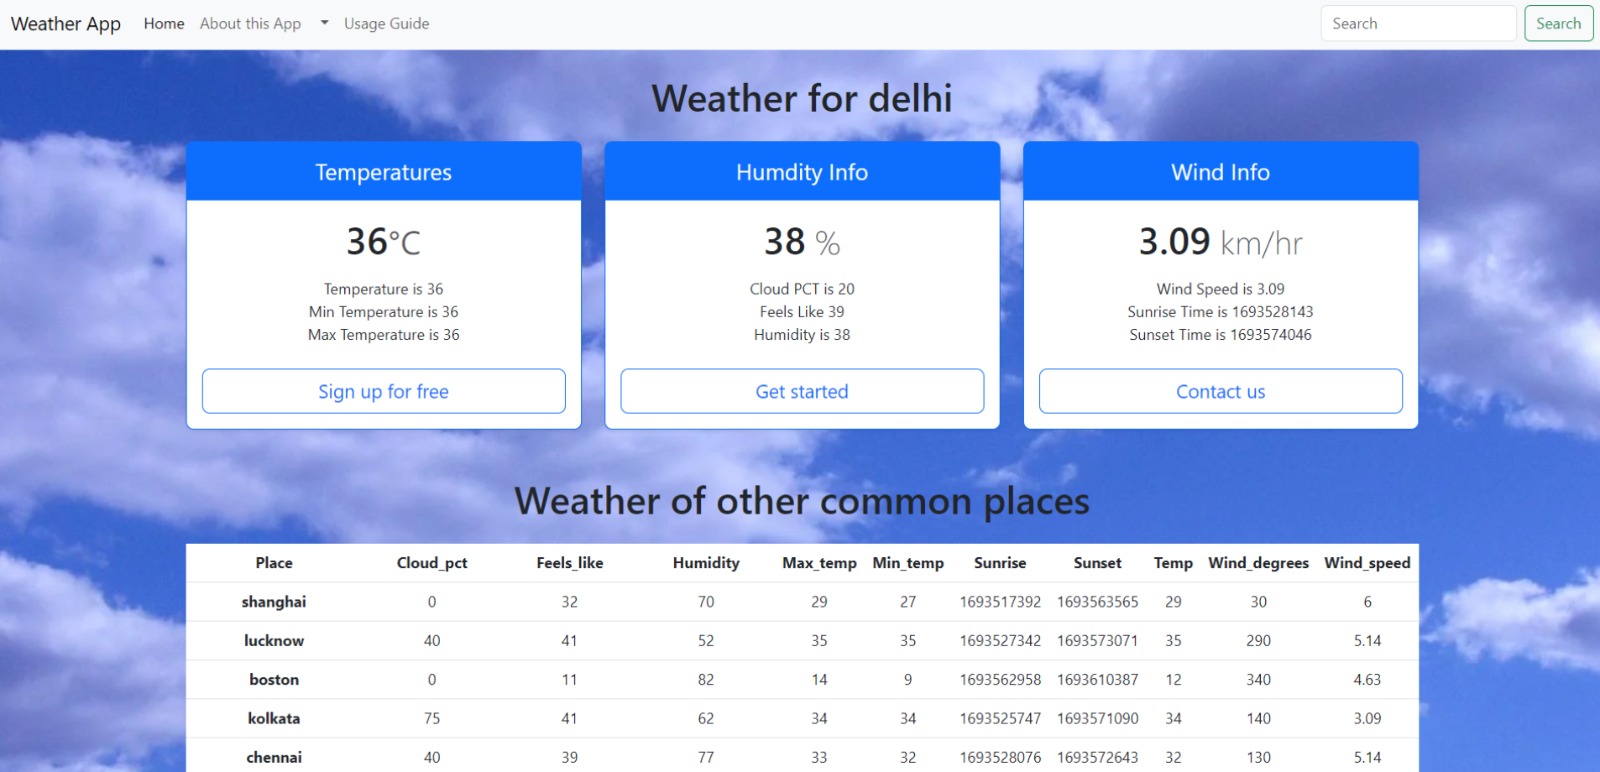 Weather App Home About this App Usage Guide Search Search
Weather for delhi
Temperatures
36°C
Temperature is 36
Min Temperature is 36
Max Temperature is 36
Sign up for free
Humdity Info
38 %
Cloud PCT is 20
Feels Like 39
Humidity is 38
Get started
Wind Info
3.09 km/hr
Wind Speed is 3.09
Sunrise Time is 1693528143
Sunset Time is 1693574046
Contact us
Weather of other common places
Place Cloud_pct Feels_like Humidity Max_temp Min_temp Sunrise Sunset Temp Wind_degrees Wind_speed
shanghai 0 32 70 29 27 1693517392 1693563565 29 30 6
lucknow 40 41 52 35 35 1693527342 1693573071 35 290 5.14
boston 0 11 82 14 9 1693562958 1693610387 12 340 4.63
kolkata 75 41 62 34 34 1693525747 1693571090 34 140 3.09
chennai 40 39 77 33 32 1693528076 1693572643 32 130 5.14